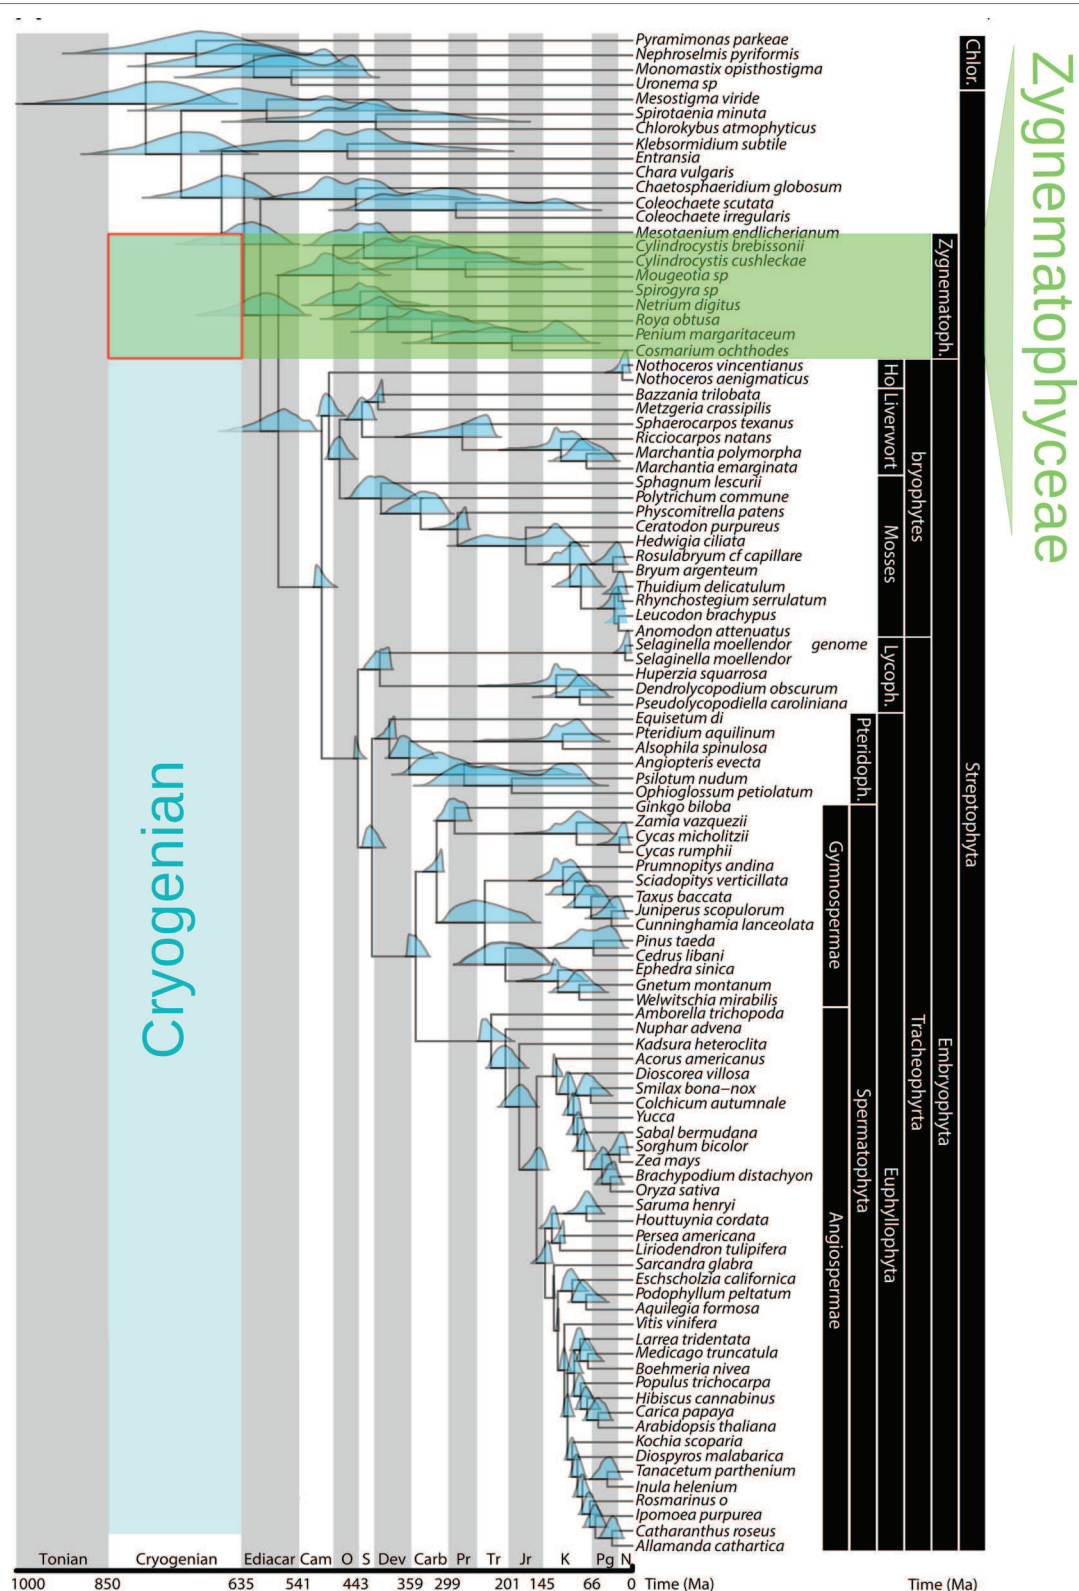 Pyramimonas parkeae
Nephroselmis pyriformis
Monomastix opisthostigma
Uronema sp
Mesostigma viride
Spirotaenia minuta
Chlorokybus atmophyticus
Klebsormidium subtile
Entransia
Chara vulgaris
Chaetosphaeridium globosum
Coleochaete scutata
Coleochaete irregularis
Mesotaenium endlicherianum
Cylindrocystis brebissonii
Cylindrocystis cushleckae
Mougeotia sp
Spirogyra sp
Netrium digitus
Roya obtusa
Penium margaritaceum
Cosmarium ochthodes
Nothoceros vincentianus
Nothoceros aenigmaticus
Bazzania trilobata
Metzgeria crassipilis
Sphaerocarpos texanus
Ricciocarpos natans
Marchantia polymorpha
Marchantia emarginata
Sphagnum lescurii
Polytrichum commune
Physcomitrella patens
Ceratodon purpureus
Hedwigia ciliata
Rosulabryum cf capillare
Bryum argenteum
Thuidium delicatulum
Rhynchostegium serrulatum
Leucodon brachypus
Anomodon attenuatus
Selaginella moellendor genome
Selaginella moellendor
Huperzia squarrosa
Dendrolycopodium obscurum
Pseudolycopodiella caroliniana
Equisetum di
Pteridium aquilinum
Alsophila spinulosa
Angiopteris evecta
Psilotum nudum
Ophioglossum petiolatum
Ginkgo biloba
Zamia vazquezii
Cycas micholitzii
Cycas rumphii
Prumnopitys andina
Sciadopitys verticillata
Taxus baccata
Juniperus scopulorum
Cunninghamia lanceolata
Pinus taeda
Cedrus libani
Ephedra sinica
Gnetum montanum
Welwitschia mirabilis
Amborella trichopoda
Nuphar advena
Kadsura heteroclita
Acorus americanus
Dioscorea villosa
Smilax bona−nox
Colchicum autumnale
Yucca
Sabal bermudana
Sorghum bicolor
Zea mays
Brachypodium distachyon
Oryza sativa
Saruma henryi
Houttuynia cordata
Persea americana
Liriodendron tulipifera
Sarcandra glabra
Eschscholzia californica
Podophyllum peltatum
Aquilegia formosa
Vitis vinifera
Larrea tridentata
Medicago truncatula
Boehmeria nivea
Populus trichocarpa
Hibiscus cannabinus
Carica papaya
Arabidopsis thaliana
Kochia scoparia
Diospyros malabarica
Tanacetum parthenium
Inula helenium
Rosmarinus o
Ipomoea purpurea
Catharanthus roseus
Allamanda cathartica
Cryogenian
Chlor.
Zygnematoph.
Ho
Liverwort
Mosses
bryophytes
Lycoph.
Pteridoph.
Gymnospermae
Angiospermae
Spermatophyta
Euphyllophyta
Tracheophyrta
Embryophyta
Streptophyta
Zygnematophyceae
Tonian Cryogenian Ediacar Cam O S Dev Carb Pr Tr Jr K Pg N
1000 850 635 541 443 359 299 201 145 66 0 Time (Ma) Time (Ma)